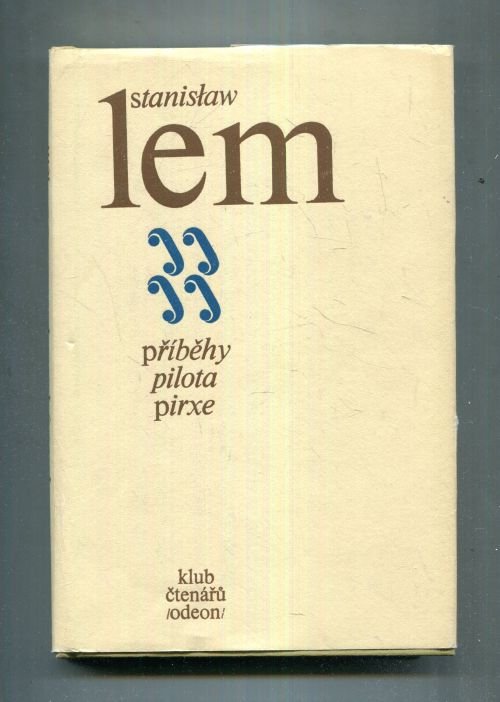 stanisław
lem
příběhy
pilota
pirxe
klub
čtenářů
/odeon/